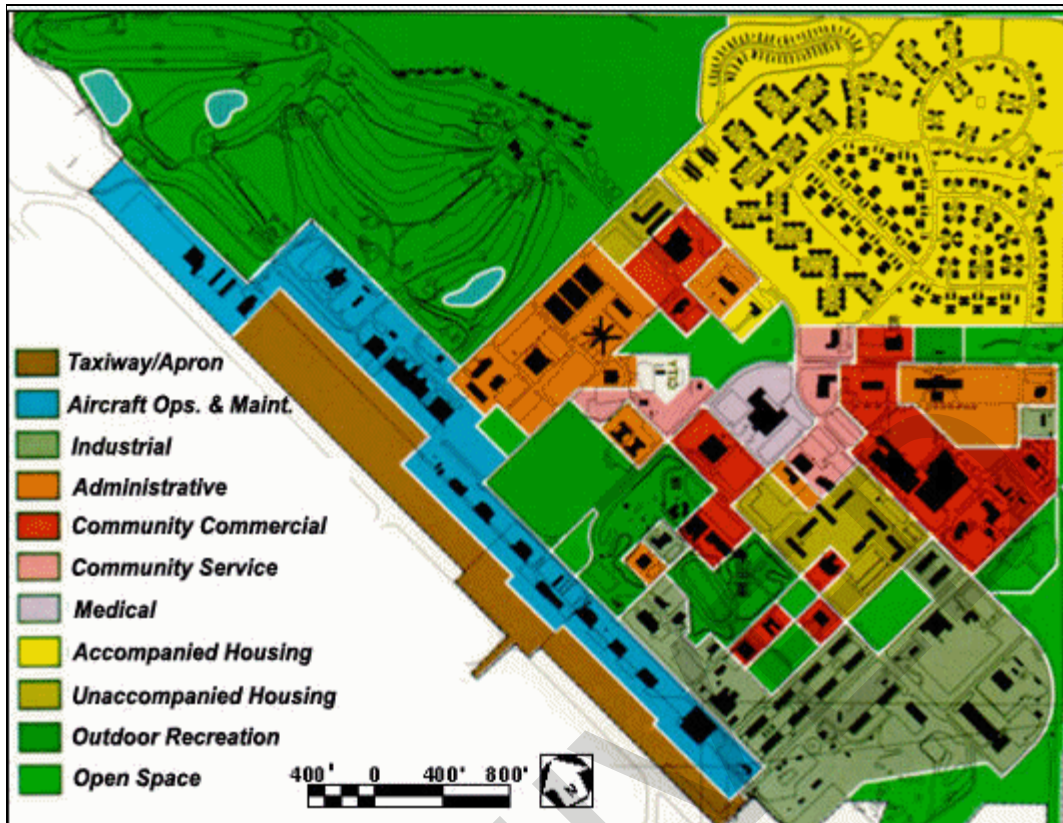 Taxiway/Apron
Aircraft Ops. & Maint.
Industrial
Administrative
Community Commercial
Community Service
Medical
Accompanied Housing
Unaccompanied Housing
Outdoor Recreation
Open Space
400' 0 400' 800'